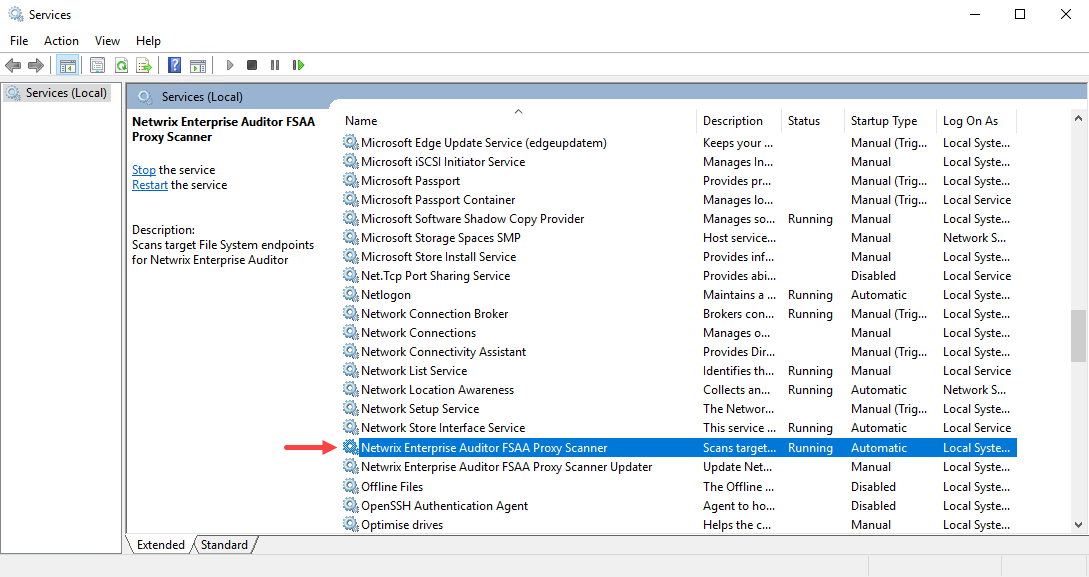 Services
File Action View Help
Services (Local)
Services (Local)
Netwrix Enterprise Auditor FSAA
Proxy Scanner
Stop the service
Restart the service
Description:
Scans target File System endpoints
for Netwrix Enterprise Auditor
Name Description Status Startup Type Log On As
Microsoft Edge Update Service (edgeupdatem) Keeps your ... Manual (Trig... Local Syste...
Microsoft iSCSI Initiator Service Manages In... Manual Local Syste...
Microsoft Passport Provides pr... Manual (Trig... Local Syste...
Microsoft Passport Container Manages lo... Manual (Trig... Local Service
Microsoft Software Shadow Copy Provider Manages so... Running Manual Local Syste...
Microsoft Storage Spaces SMP Host service... Manual Network S...
Microsoft Store Install Service Provides inf... Manual Local Syste...
Net.Tcp Port Sharing Service Provides abi... Disabled Local Service
Netlogon Maintains a ... Running Automatic Local Syste...
Network Connection Broker Brokers con... Running Manual (Trig... Local Syste...
Network Connections Manages o... Manual Local Syste...
Network Connectivity Assistant Provides Dir... Manual (Trig... Local Syste...
Network List Service Identifies th... Running Manual Local Service
Network Location Awareness Collects an... Running Automatic Network S...
Network Setup Service The Networ... Manual (Trig... Local Syste...
Network Store Interface Service This service ... Running Automatic Local Service
Netwrix Enterprise Auditor FSAA Proxy Scanner Scans target... Running Automatic Local Syste...
Netwrix Enterprise Auditor FSAA Proxy Scanner Updater Update Net... Manual Local Syste...
Offline Files The Offline ... Disabled Local Syste...
OpenSSH Authentication Agent Agent to ho... Disabled Local Syste...
Optimise drives Helps the c... Manual Local Syste...
Extended Standard